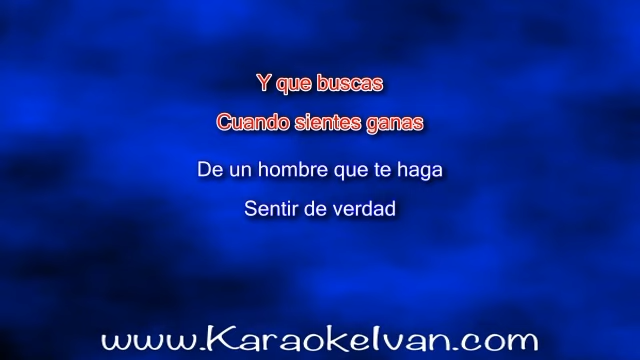 Y que buscas
Cuando sientes ganas
De un hombre que te haga
Sentir de verdad
www.KaraokeIvan.com